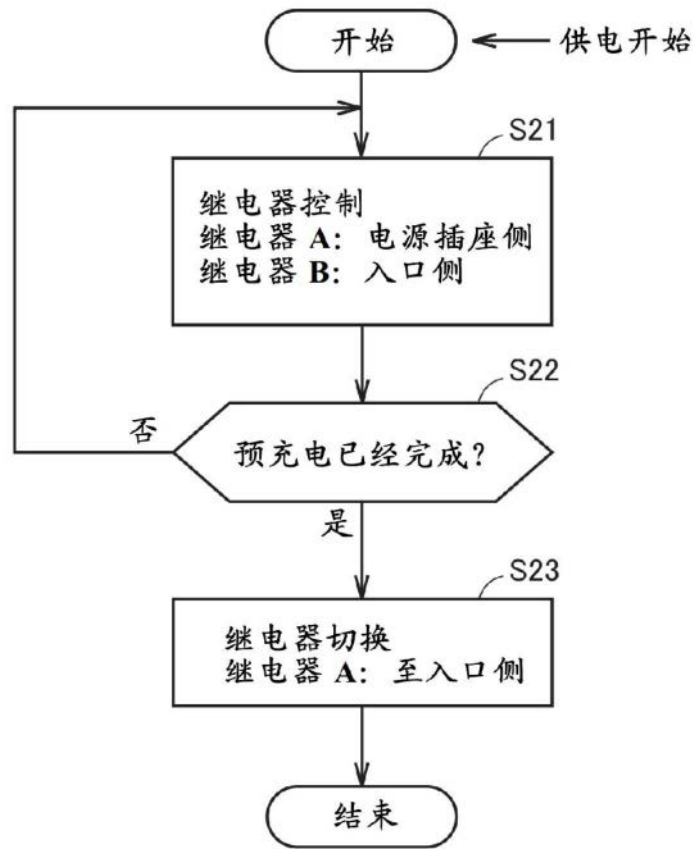 开始
供电开始
S21
继电器控制
继电器 A: 电源插座侧
继电器 B: 入口侧
S22
否
预充电已经完成?
是
S23
继电器切换
继电器 A: 至入口侧
结束